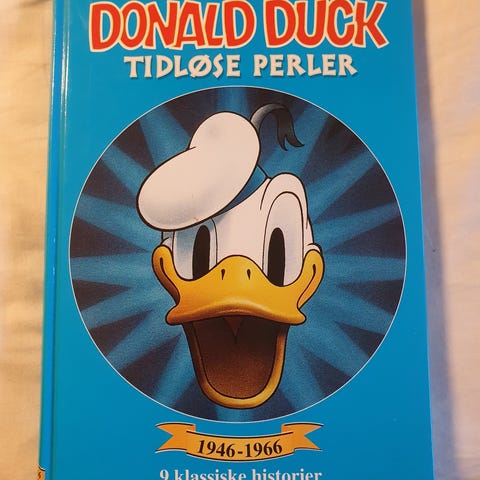 DONALD DUCK
TIDLØSE PERLER
1946-1966
9 klassiske historier